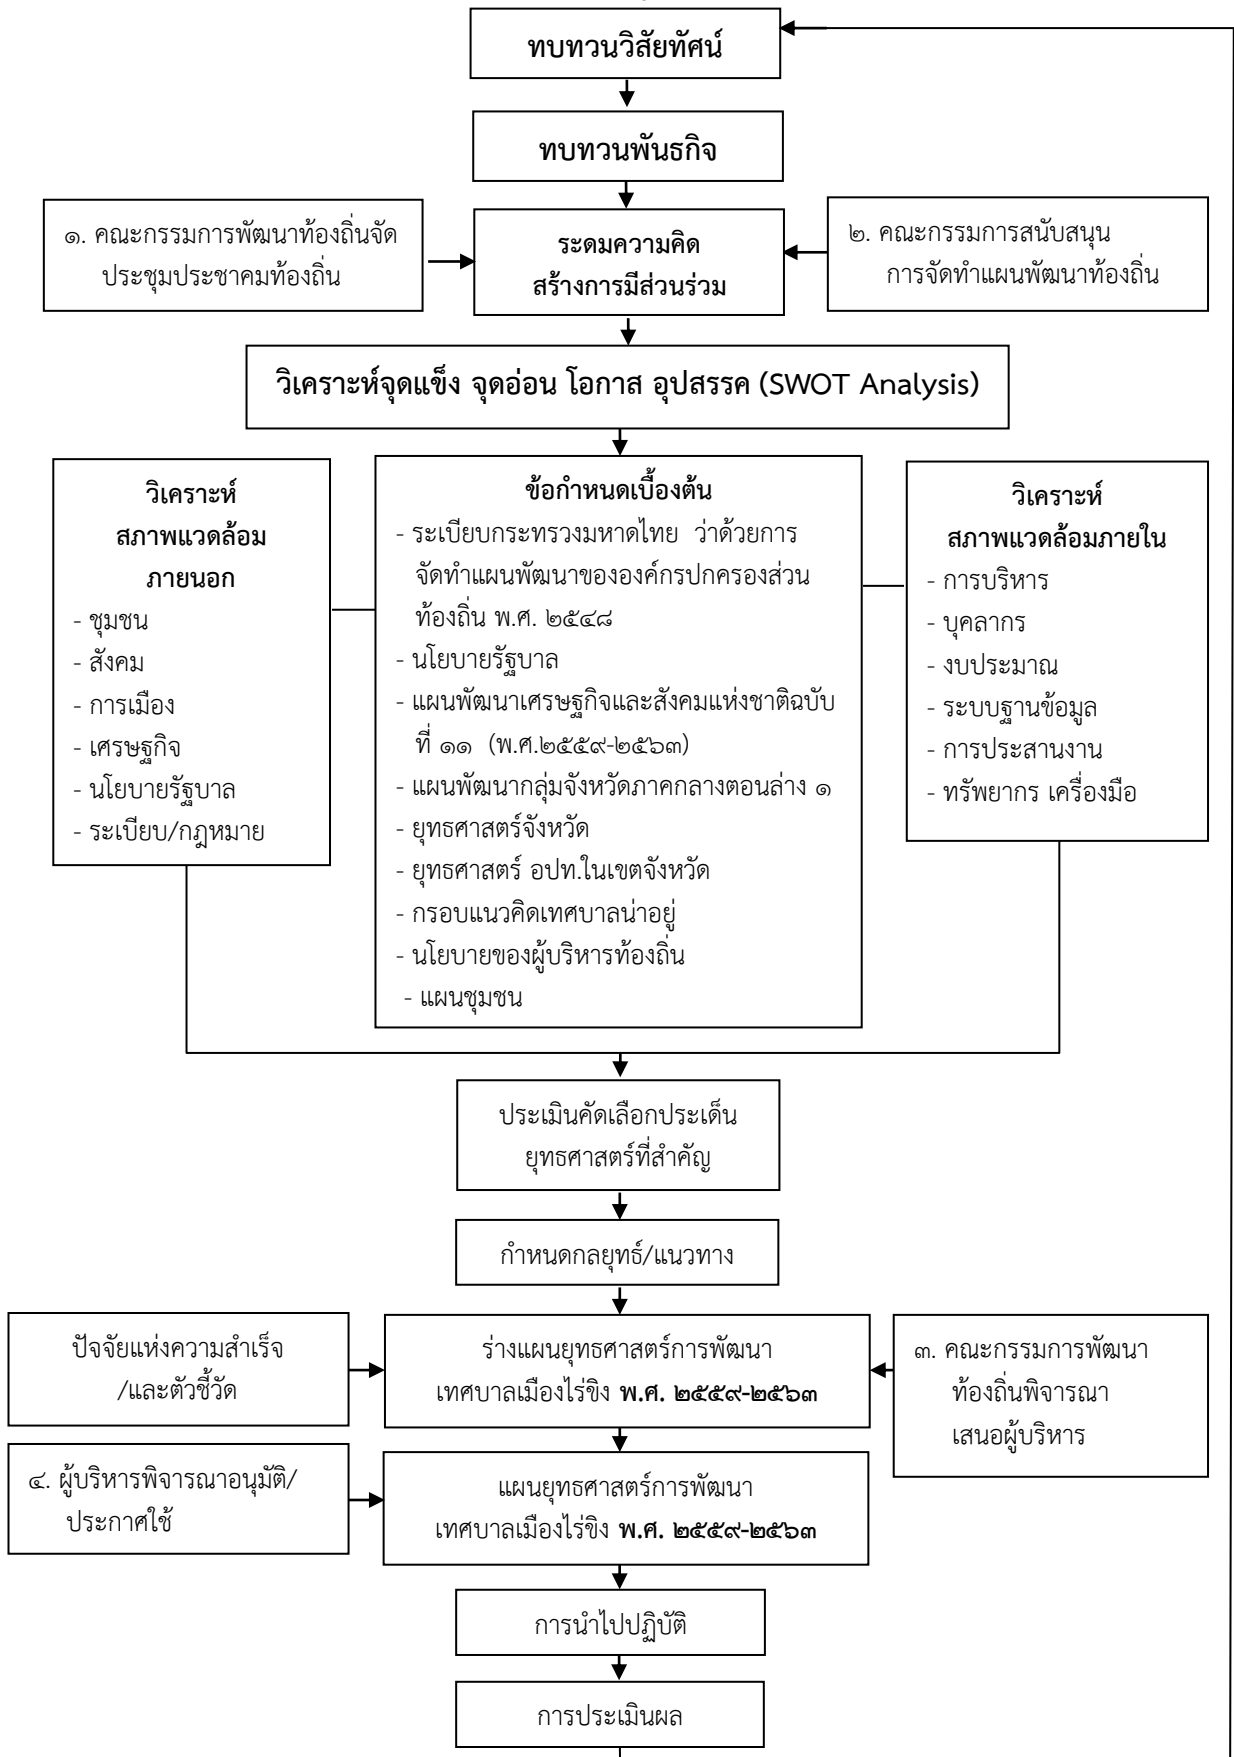 ทบทวนวิสัยทัศน์
ทบทวนพันธกิจ
๑. คณะกรรมการพัฒนาท้องถิ่นจัด
ประชุมประชาคมท้องถิ่น
ระดมความคิด
สร้างการมีส่วนร่วม
๒. คณะกรรมการสนับสนุน
การจัดทำแผนพัฒนาท้องถิ่น
วิเคราะห์จุดแข็ง จุดอ่อน โอกาส อุปสรรค (SWOT Analysis)
วิเคราะห์
สภาพแวดล้อม
ภายนอก
- ชุมชน
- สังคม
- การเมือง
- เศรษฐกิจ
- นโยบายรัฐบาล
- ระเบียบ/กฎหมาย
ข้อกำหนดเบื้องต้น
- ระเบียบกระทรวงมหาดไทย ว่าด้วยการ
จัดทำแผนพัฒนาขององค์กรปกครองส่วน
ท้องถิ่น พ.ศ. ๒๕๔๘
- นโยบายรัฐบาล
- แผนพัฒนาเศรษฐกิจและสังคมแห่งชาติฉบับ
ที่ ๑๑ (พ.ศ.๒๕๕๙-๒๕๖๓)
- แผนพัฒนากลุ่มจังหวัดภาคกลางตอนล่าง ๑
- ยุทธศาสตร์จังหวัด
- ยุทธศาสตร์ อปท.ในเขตจังหวัด
- กรอบแนวคิดเทศบาลน่าอยู่
- นโยบายของผู้บริหารท้องถิ่น
- แผนชุมชน
วิเคราะห์
สภาพแวดล้อมภายใน
- การบริหาร
- บุคลากร
- งบประมาณ
- ระบบฐานข้อมูล
- การประสานงาน
- ทรัพยากร เครื่องมือ
ประเมินคัดเลือกประเด็น
ยุทธศาสตร์ที่สำคัญ
กำหนดกลยุทธ์/แนวทาง
ปัจจัยแห่งความสำเร็จ
/และตัวชี้วัด
ร่างแผนยุทธศาสตร์การพัฒนา
เทศบาลเมืองไร่ขิง พ.ศ. ๒๕๕๙-๒๕๖๓
๓. คณะกรรมการพัฒนา
ท้องถิ่นพิจารณา
เสนอผู้บริหาร
๔. ผู้บริหารพิจารณาอนุมัติ/
ประกาศใช้
แผนยุทธศาสตร์การพัฒนา
เทศบาลเมืองไร่ขิง พ.ศ. ๒๕๕๙-๒๕๖๓
การนำไปปฏิบัติ
การประเมินผล